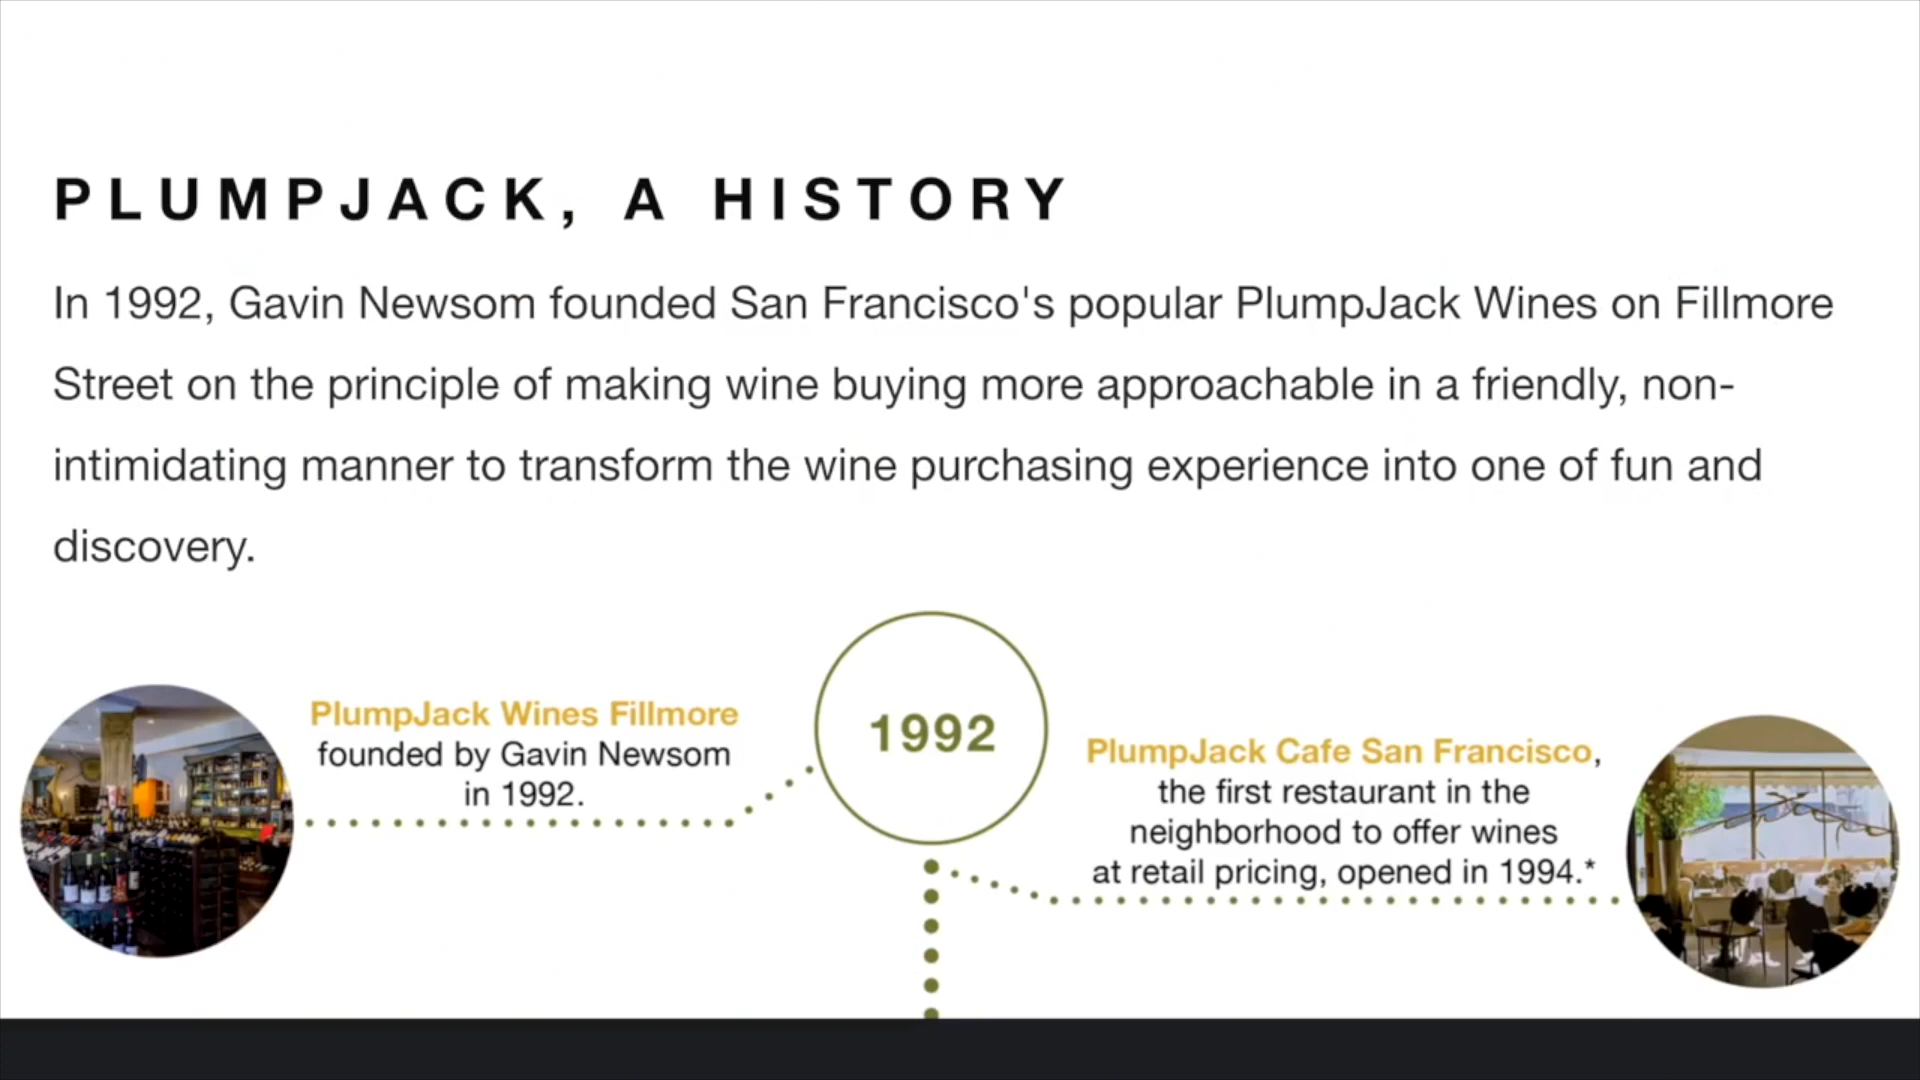 PLUMPJACK, A HISTORY
In 1992, Gavin Newsom founded San Francisco's popular PlumpJack Wines on Fillmore
Street on the principle of making wine buying more approachable in a friendly, non-
intimidating manner to transform the wine purchasing experience into one of fun and
discovery.
PlumpJack Wines Fillmore
founded by Gavin Newsom
in 1992.
1992
PlumpJack Cafe San Francisco,
the first restaurant in the
neighborhood to offer wines
at retail pricing, opened in 1994.*